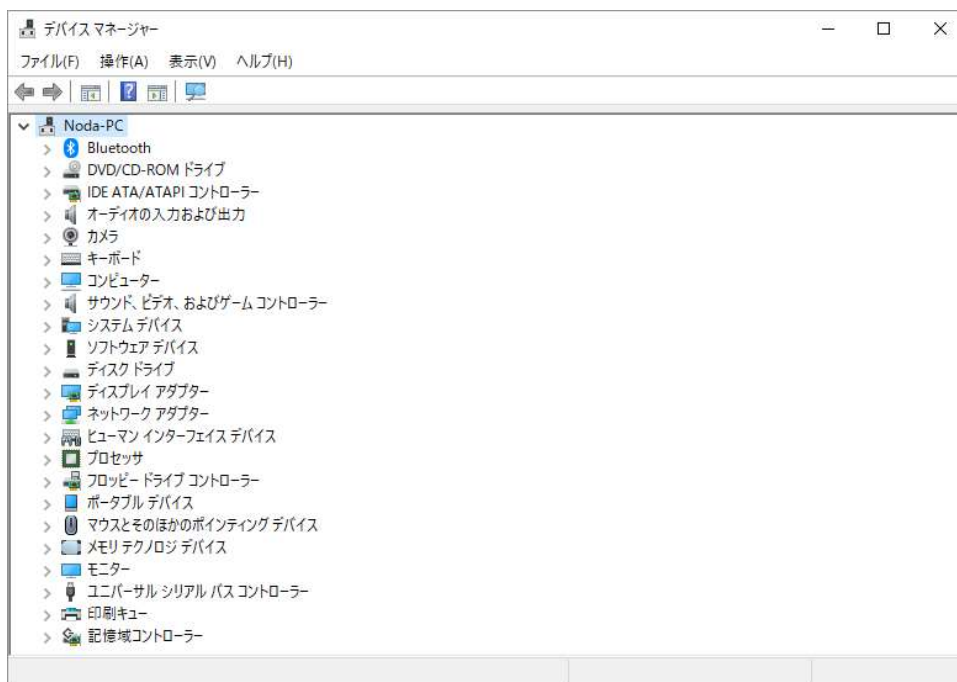 デバイス マネージャー
ファイル(F) 操作(A) 表示(V) ヘルプ(H)
Noda-PC
Bluetooth
DVD/CD-ROM ドライブ
IDE ATA/ATAPI コントローラー
オーディオの入力および出力
カメラ
キーボード
コンピューター
サウンド、ビデオ、およびゲーム コントローラー
システム デバイス
ソフトウェア デバイス
ディスク ドライブ
ディスプレイ アダプター
ネットワーク アダプター
ヒューマン インターフェイス デバイス
プロセッサ
フロッピー ドライブ コントローラー
ポータブル デバイス
マウスとそのほかのポインティング デバイス
メモリ テクノロジ デバイス
モニター
ユニバーサル シリアル バス コントローラー
印刷キュー
記憶域コントローラー